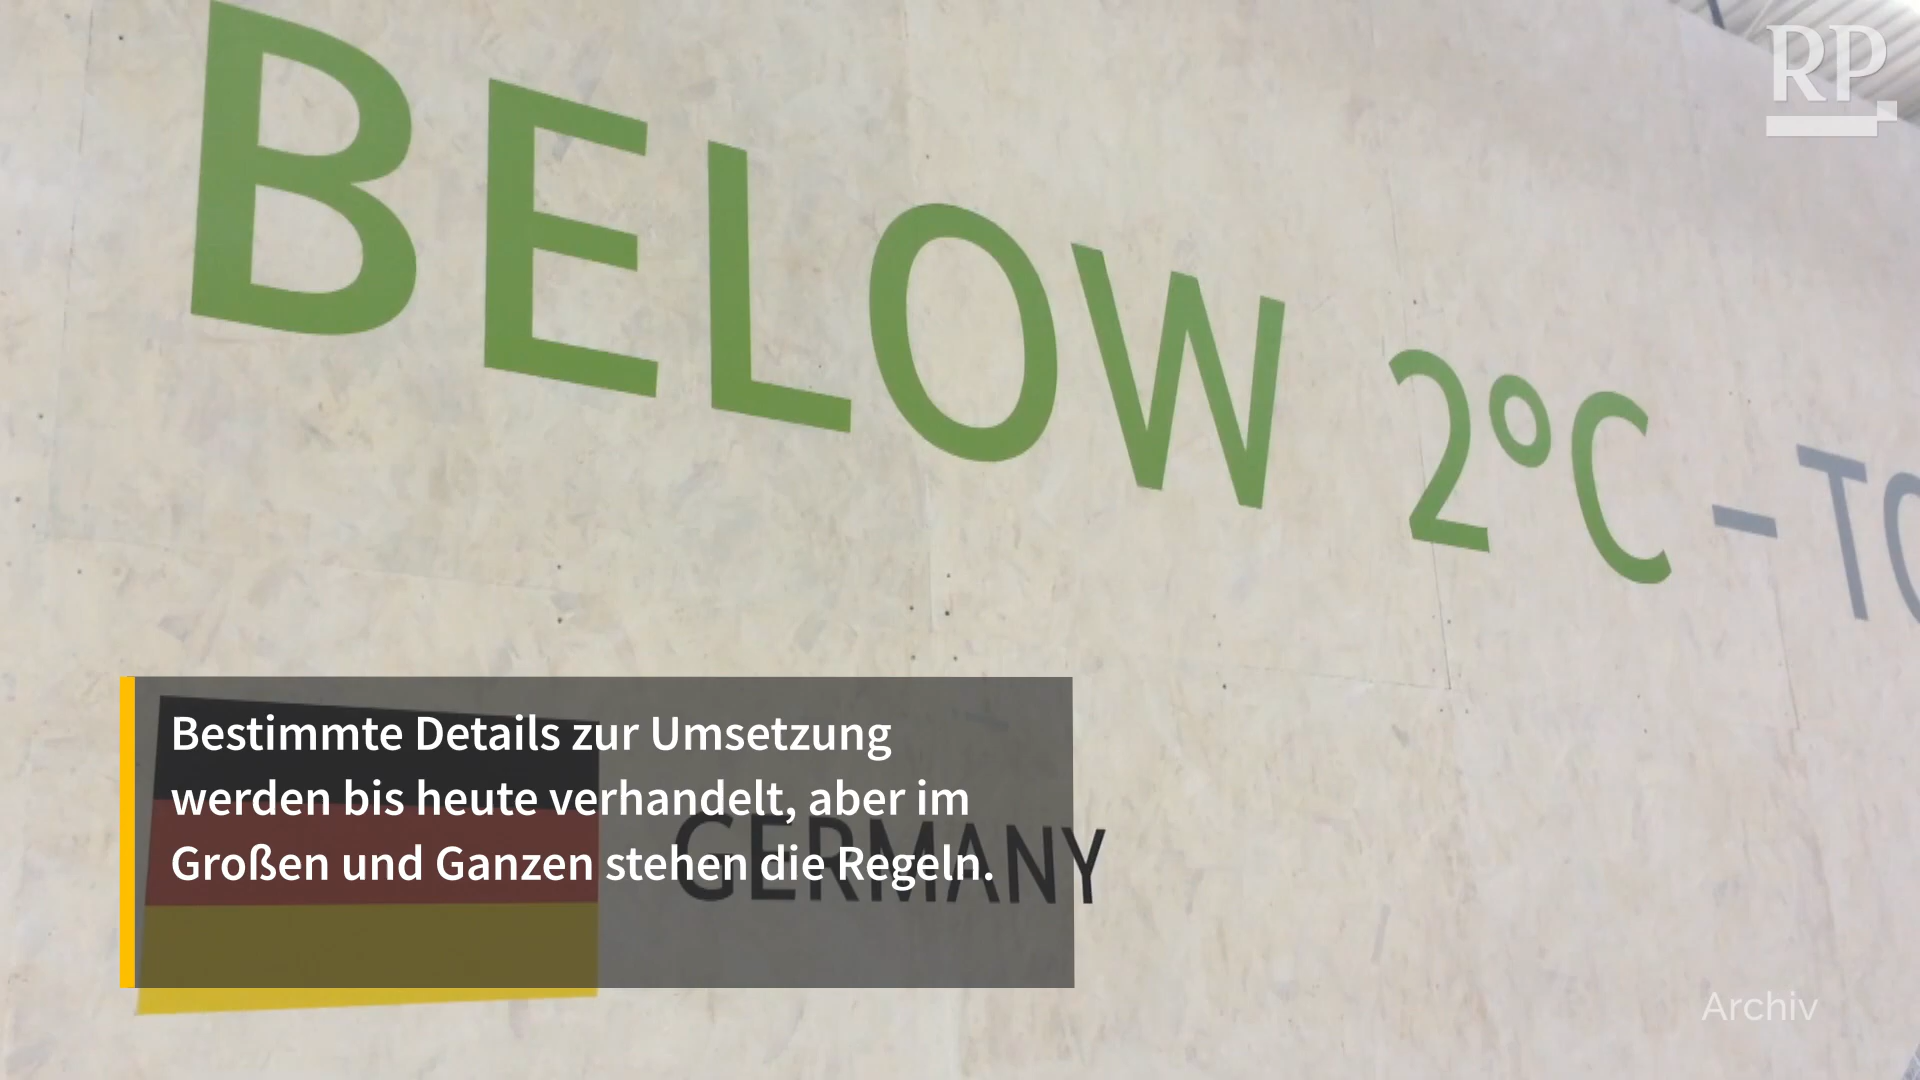 RP
BELOW 2°C – TO
Bestimmte Details zur Umsetzung
werden bis heute verhandelt, aber im
Großen und Ganzen stehen die Regeln.
GERMANY
Archiv